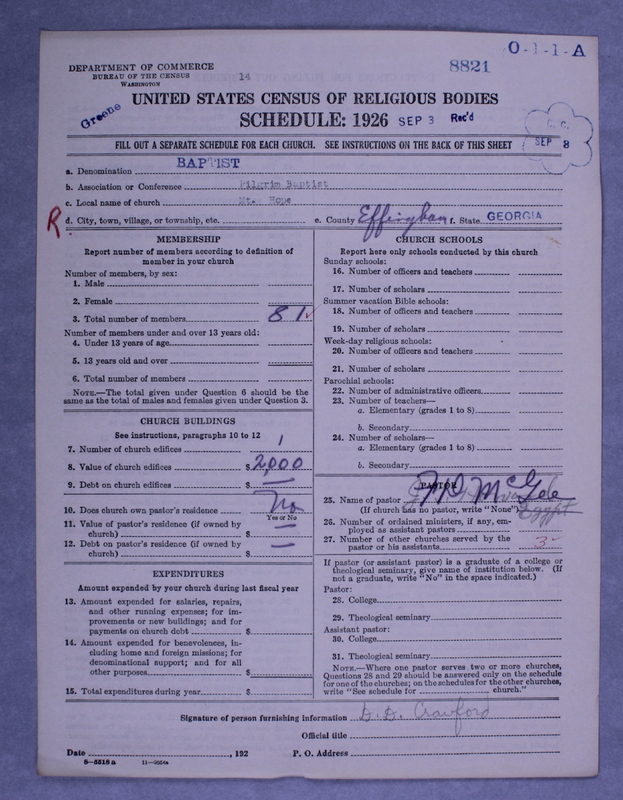 O-1-1-A
DEPARTMENT OF COMMERCE
BUREAU OF THE CENSUS
WASHINGTON
14
8821
Greene
UNITED STATES CENSUS OF RELIGIOUS BODIES
SCHEDULE: 1926 SEP 3 Rec'd
C. C.
SEP 8
FILL OUT A SEPARATE SCHEDULE FOR EACH CHURCH. SEE INSTRUCTIONS ON THE BACK OF THIS SHEET
a. Denomination BAPTIST
b. Association or Conference Pilgrim Baptist
c. Local name of church Mt. Hope
R d. City, town, village, or township, etc. e. County Effingham f. State GEORGIA
MEMBERSHIP
Report number of members according to definition of
member in your church
Number of members, by sex:
1. Male
2. Female
3. Total number of members 81
Number of members under and over 13 years old:
4. Under 13 years of age
5. 13 years old and over
6. Total number of members
NOTE.—The total given under Question 6 should be
same as the total of males and females given under Question 3.
CHURCH BUILDINGS
See instructions, paragraphs 10 to 12
7. Number of church edifices 1
8. Value of church edifices $ 2,000
9. Debt on church edifices $ —
10. Does church own pastor's residence No
Yes or No
11. Value of pastor's residence (if owned by
church) $ —
12. Debt on pastor's residence (if owned by
church) $ —
EXPENDITURES
Amount expended by your church during last fiscal year
13. Amount expended for salaries, repairs,
and other running expenses; for im-
provements or new buildings; and for
payments on church debt $
14. Amount expended for benevolences, in-
cluding home and foreign missions; for
denominational support; and for all
other purposes $
15. Total expenditures during year $
CHURCH SCHOOLS
Report here only schools conducted by this church
Sunday schools:
16. Number of officers and teachers
17. Number of scholars
Summer vacation Bible schools:
18. Number of officers and teachers
19. Number of scholars
Week-day religious schools:
20. Number of officers and teachers
21. Number of scholars
Parochial schools:
22. Number of administrative officers
23. Number of teachers—
a. Elementary (grades 1 to 8)
b. Secondary
24. Number of scholars—
a. Elementary (grades 1 to 8)
b. Secondary
PASTOR
25. Name of pastor
(If church has no pastor, write "None") Egypt
26. Number of ordained ministers, if any, em-
ployed as assistant pastors
27. Number of other churches served by the
pastor or his assistants 3
If pastor (or assistant pastor) is a graduate of a college or
theological seminary, give name of institution below. (If
not a graduate, write "No" in the space indicated.)
Pastor:
28. College
29. Theological seminary
Assistant pastor:
30. College
31. Theological seminary
NOTE.—Where one pastor serves two or more churches,
Questions 28 and 29 should be answered only on the schedule
for one of the churches; on the schedules for the other churches,
write "See schedule for church."
Signature of person furnishing information B. D. Crawford
Official title
Date , 192 P. O. Address
8-5518a 11-9054a